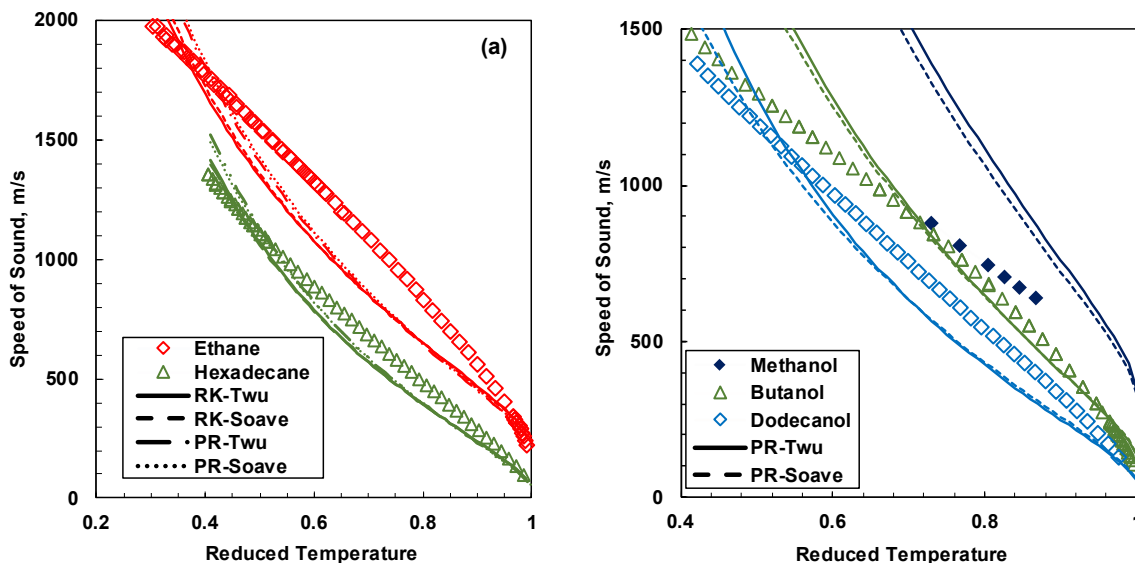 (a)
Speed of Sound, m/s
2000
1500
1000
500
0
0.2
0.4
0.6
0.8
1
Reduced Temperature
Ethane
Hexadecane
RK-Twu
RK-Soave
PR-Twu
PR-Soave
Speed of Sound, m/s
1500
1000
500
0
0.4
0.6
0.8
1
Reduced Temperature
Methanol
Butanol
Dodecanol
PR-Twu
PR-Soave